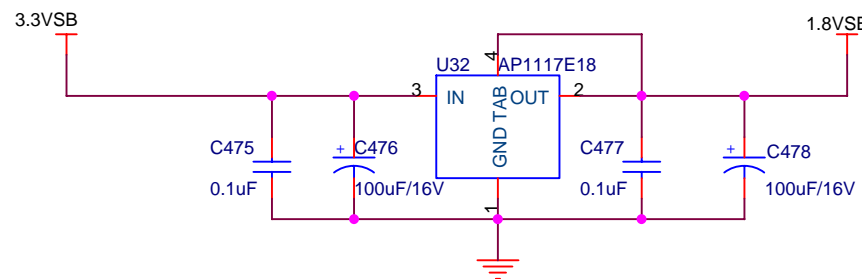 3.3VSB
1.8VSB
U32
AP1117E18
4
3
IN
GND
TAB
OUT
2
C475
0.1uF
C476
100uF/16V
C477
0.1uF
C478
100uF/16V
1